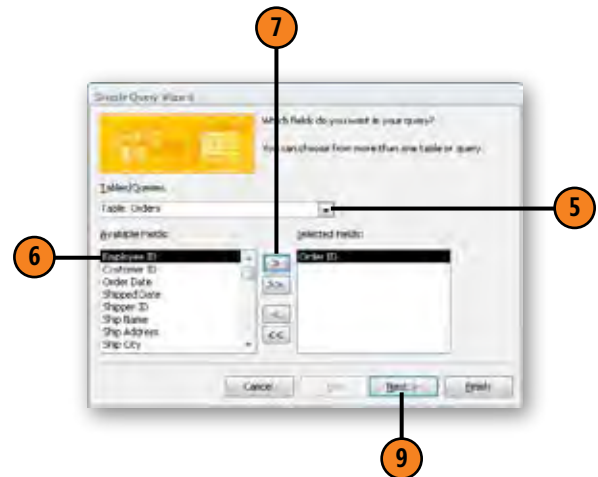 7
Simple Query Wizard
Which fields do you want in your query?
You can choose from more than one table or query.
Tables/Queries
Table: Orders
5
Available Fields:
Selected Fields:
6
Employee ID
Customer ID
Order Date
Shipped Date
Shipper ID
Ship Name
Ship Address
Ship City
>
>>
<
<<
Order ID
Cancel
Next >
Finish
9